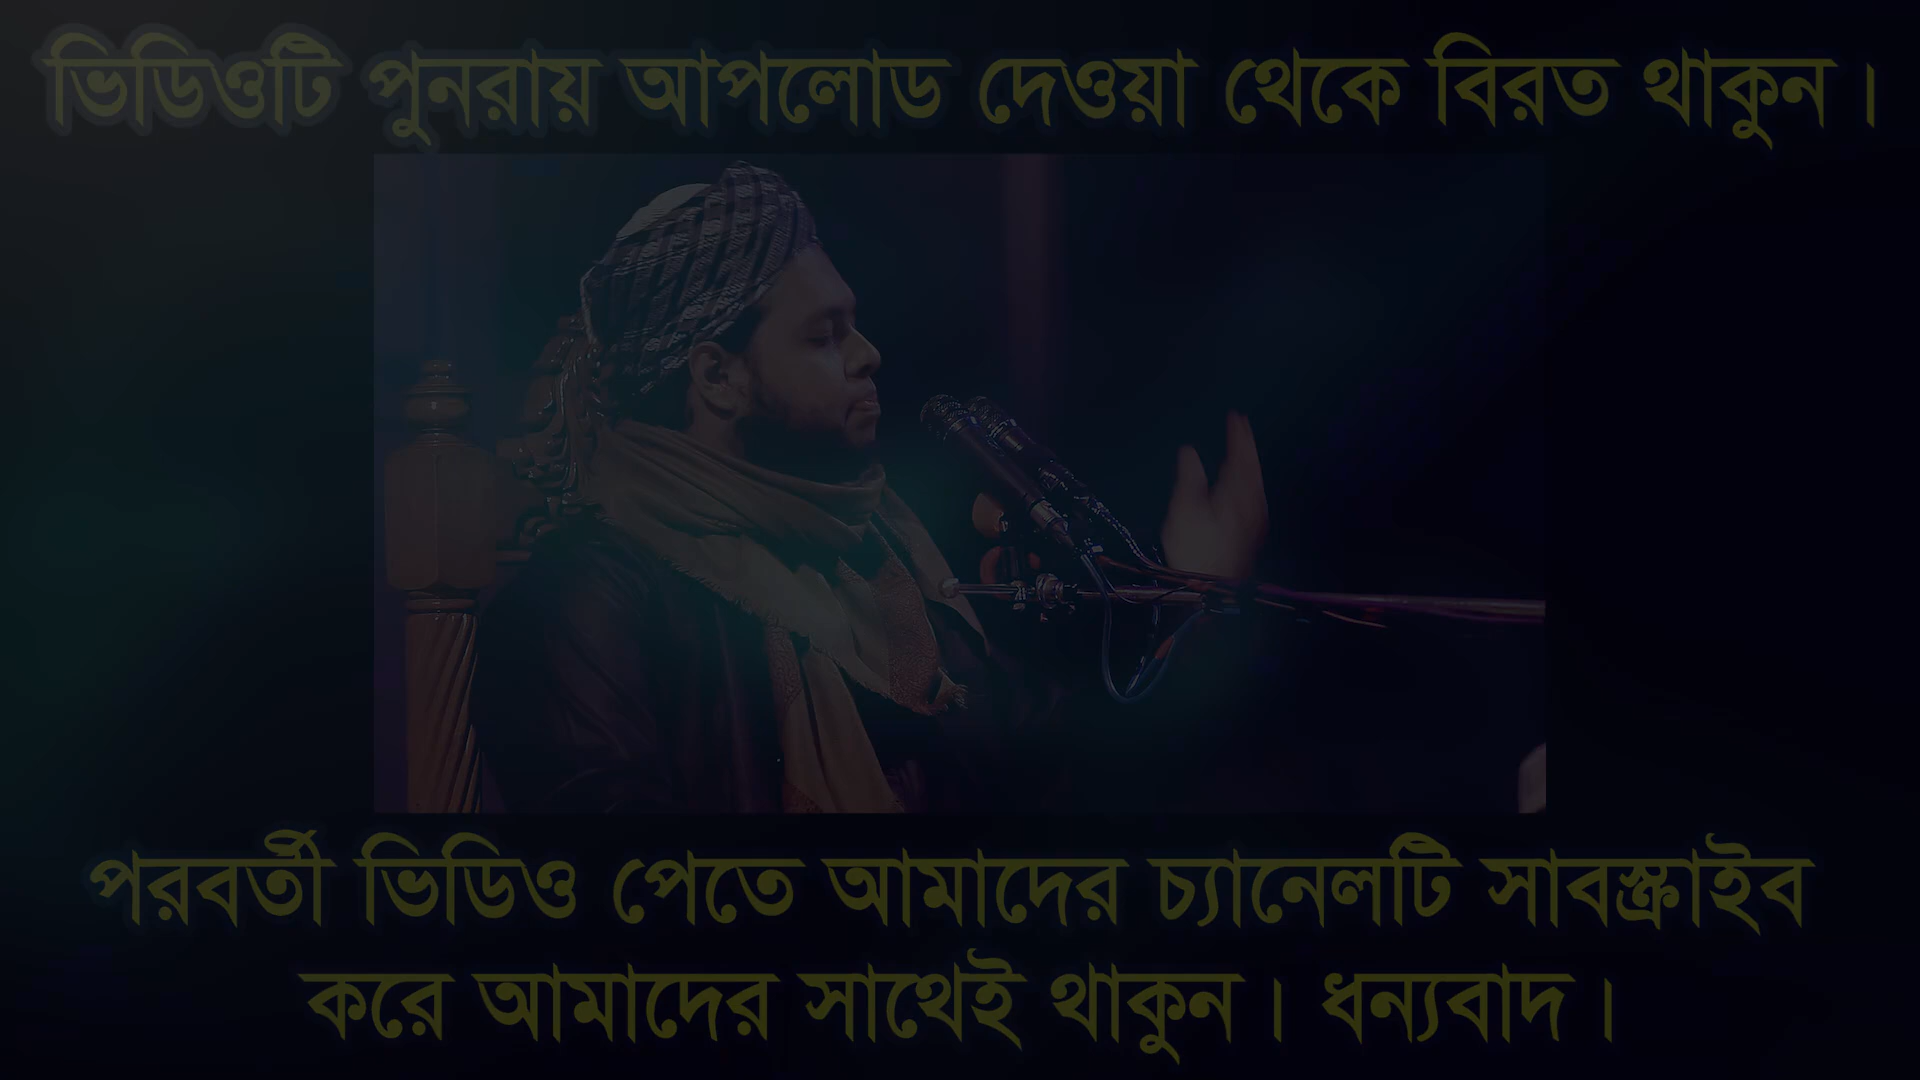 ভিডিওটি পুনরায় আপলোড দেওয়া থেকে বিরত থাকুন।
পরবর্তী ভিডিও পেতে আমাদের চ্যানেলটি সাবস্ক্রাইব
করে আমাদের সাথেই থাকুন। ধন্যবাদ।